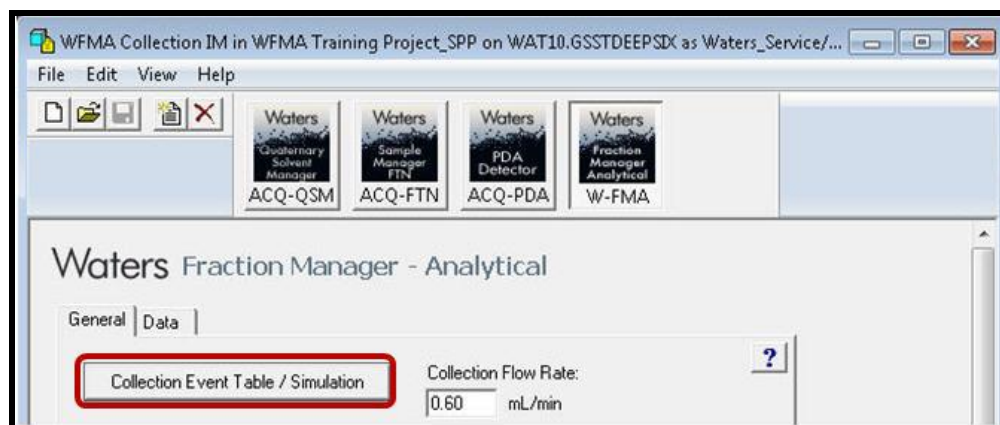 WFMA Collection IM in WFMA Training Project_SPP on WAT10.GSSTDEEPSIX as Waters_Service/...
File Edit View Help
Waters Waters Waters Waters
Quaternary Solvent Manager
Sample Manager FTN
PDA Detector
Fraction Manager Analytical
ACQ-QSM ACQ-FTN ACQ-PDA W-FMA
Waters Fraction Manager - Analytical
General Data
?
Collection Event Table / Simulation
Collection Flow Rate:
0.60 mL/min